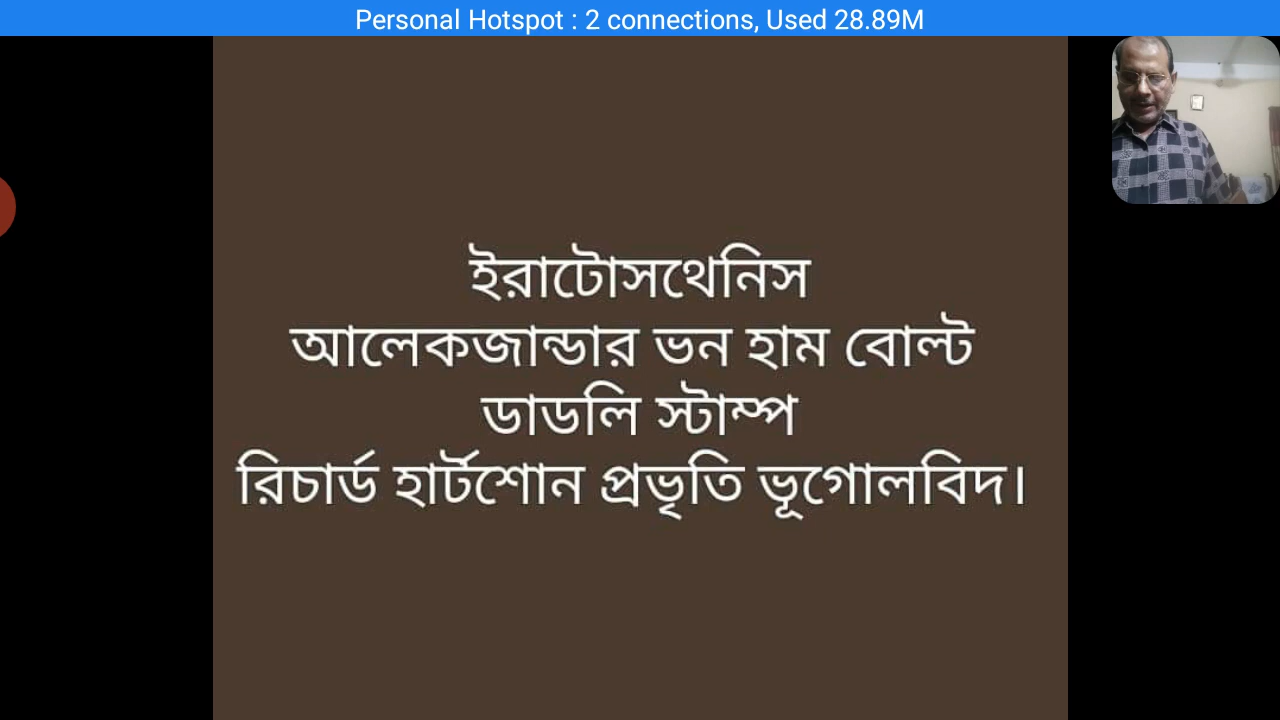 Personal Hotspot : 2 connections, Used 28.89M
ইরাটোসথেনিস
আলেকজান্ডার ভন হাম বোল্ট
ডাডলি স্টাম্প
রিচার্ড হার্টশোন প্রভৃতি ভূগোলবিদ।